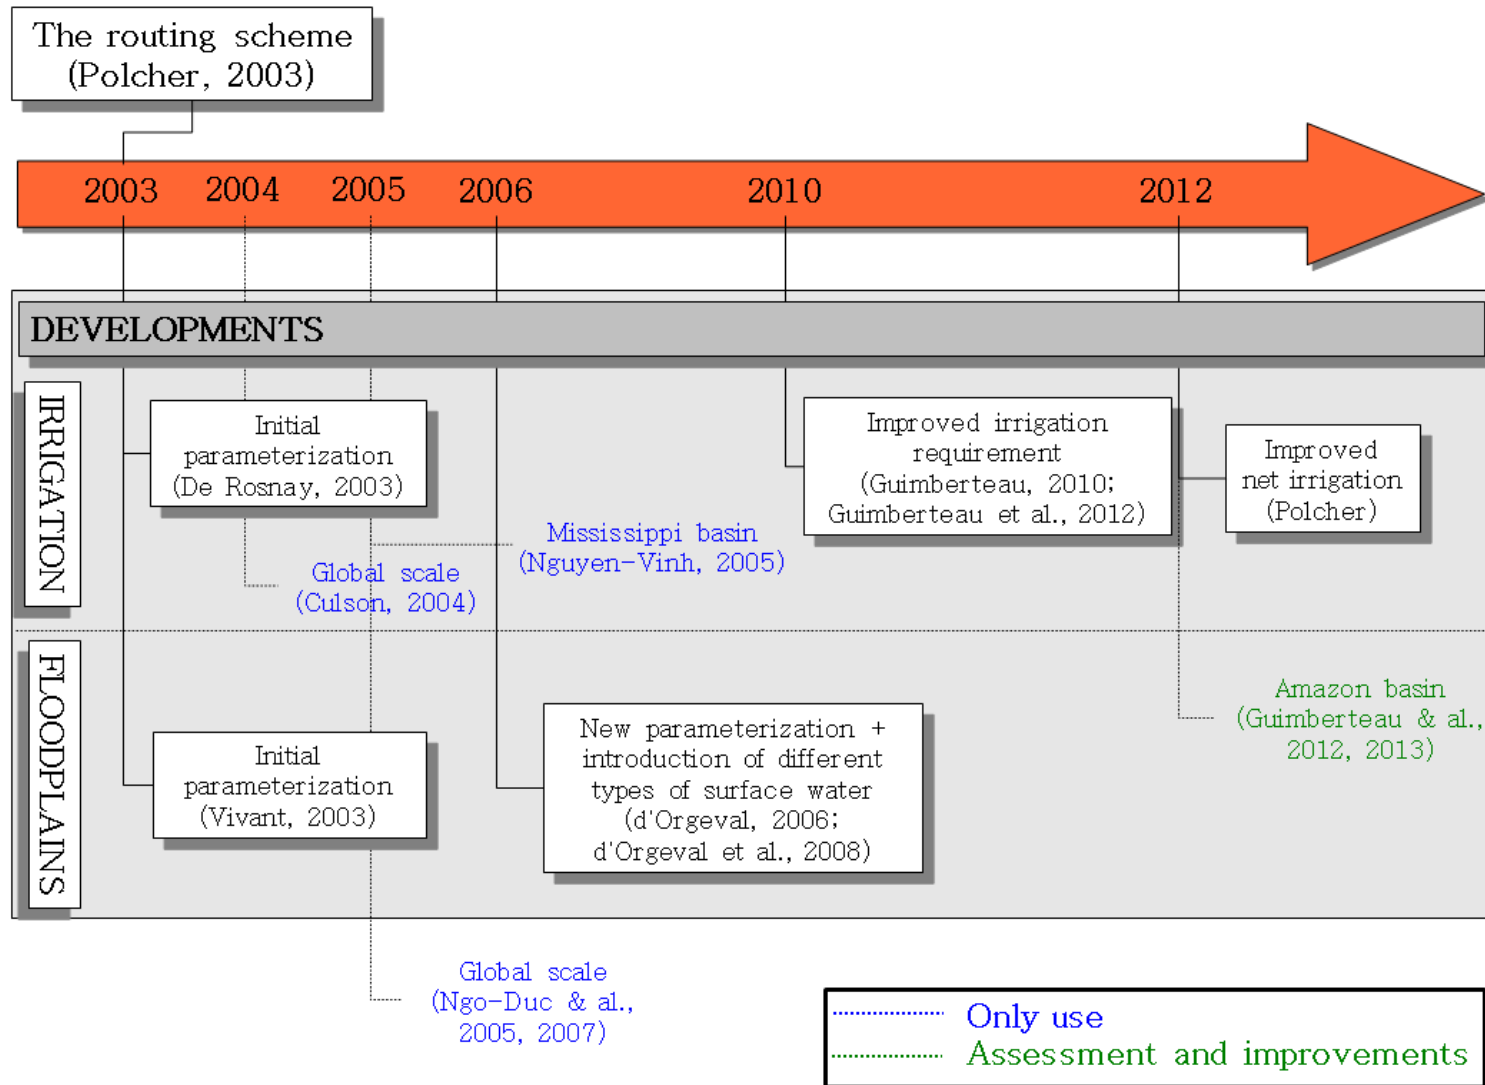 The routing scheme
(Polcher, 2003)
2003 2004 2005 2006 2010 2012
DEVELOPMENTS
IRRIGATION
Initial
parameterization
(De Rosnay, 2003)
Global scale
(Culson, 2004)
Mississippi basin
(Nguyen-Vinh, 2005)
Improved irrigation
requirement
(Guimberteau, 2010;
Guimberteau et al., 2012)
Improved
net irrigation
(Polcher)
FLOODPLAINS
Initial
parameterization
(Vivant, 2003)
New parameterization +
introduction of different
types of surface water
(d'Orgeval, 2006;
d'Orgeval et al., 2008)
Amazon basin
(Guimberteau & al.,
2012, 2013)
Global scale
(Ngo-Duc & al.,
2005, 2007)
Only use
Assessment and improvements